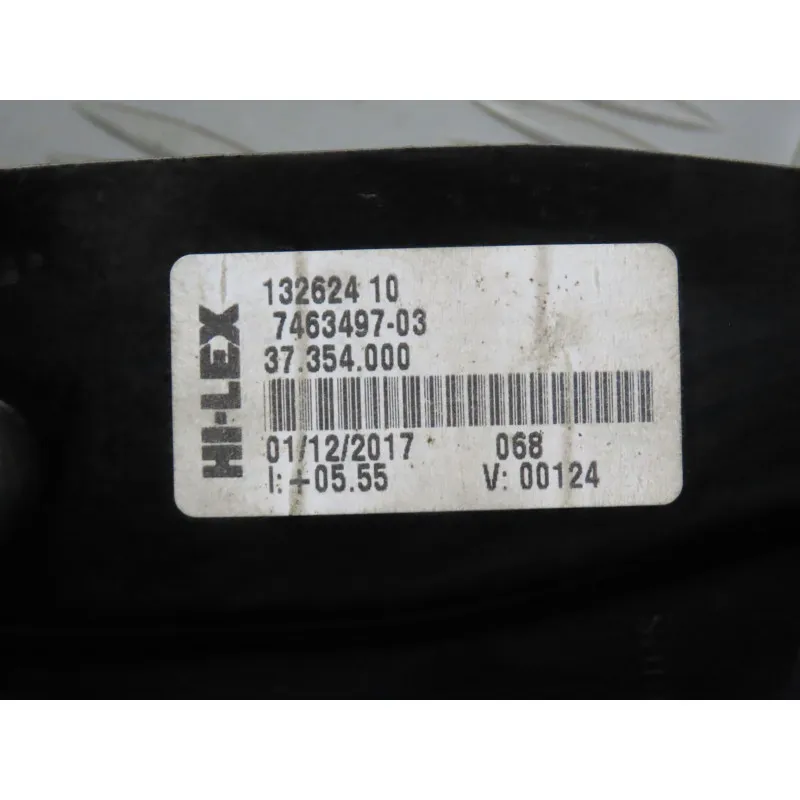 HI-LEX
132624 10
7463497-03
37.354.000
01/12/2017 068
I: +05.55 V: 00124